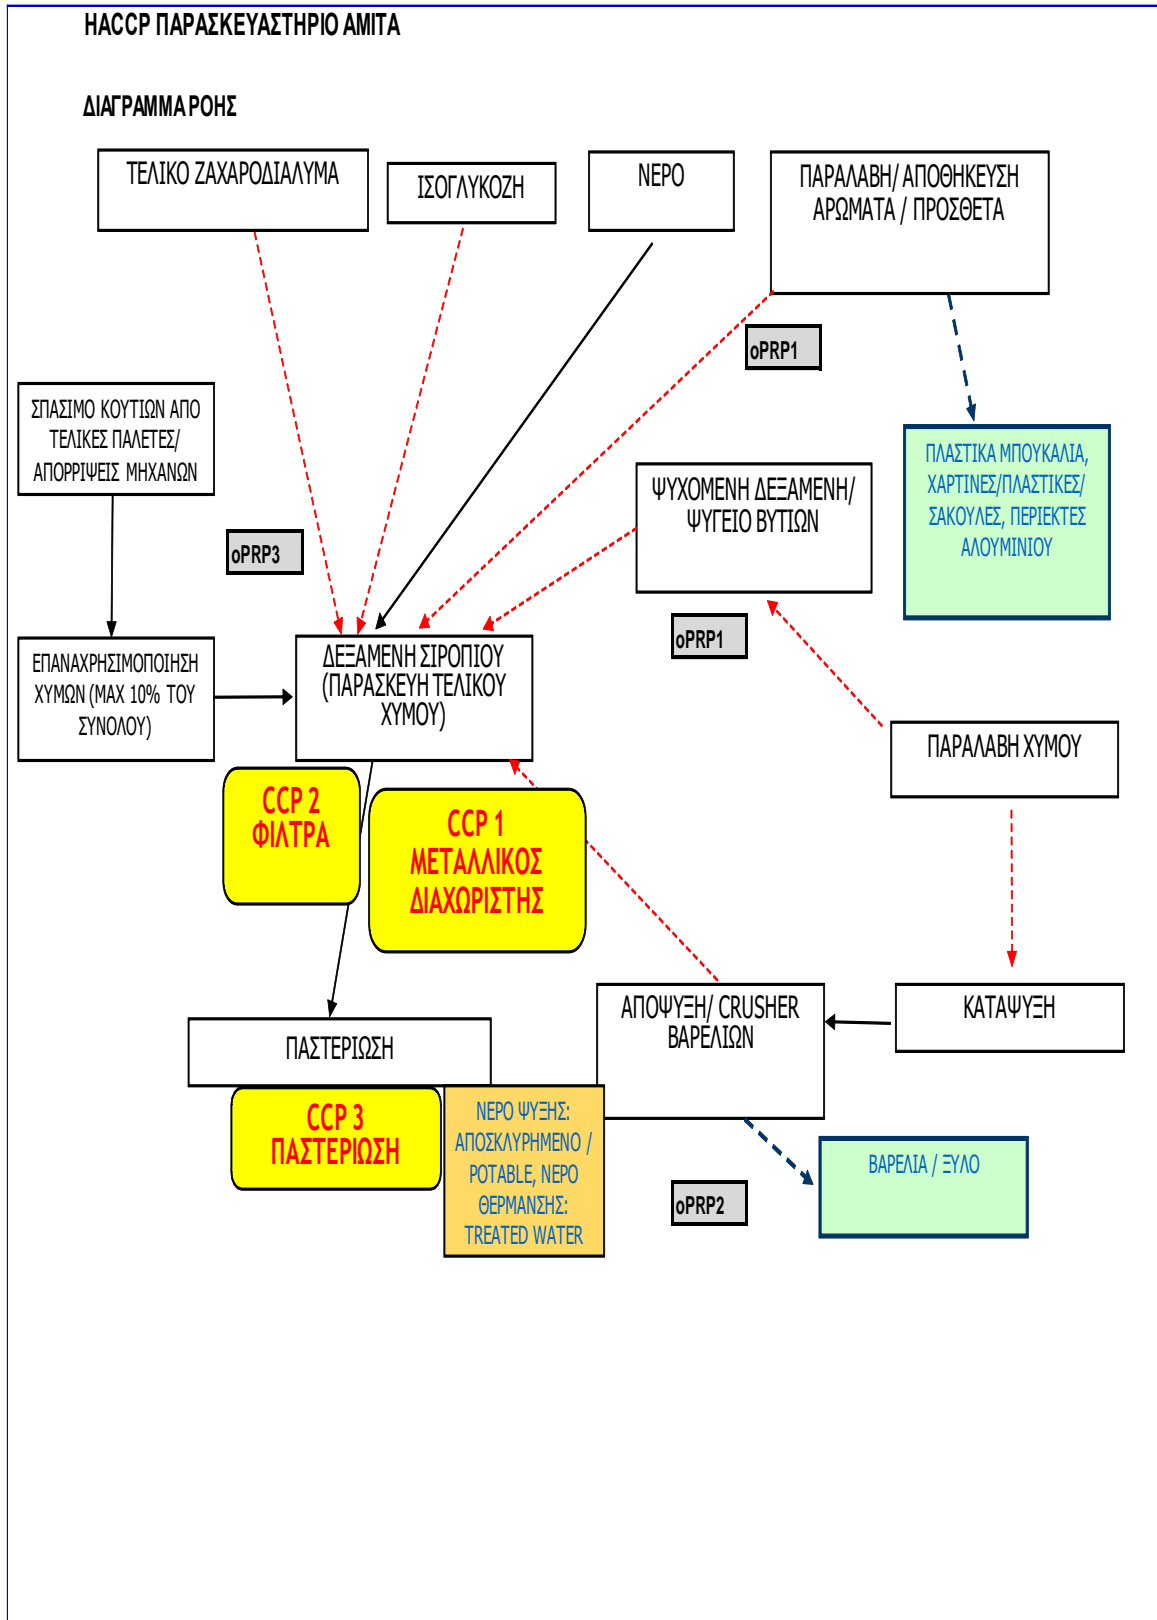 HACCP ΠΑΡΑΣΚΕΥΑΣΤΗΡΙΟ ΑΜΙΤΑ
ΔΙΑΓΡΑΜΜΑ ΡΟΗΣ
ΤΕΛΙΚΟ ΖΑΧΑΡΟΔΙΑΛΥΜΑ
ΙΣΟΓΛΥΚΟΖΗ
ΝΕΡΟ
ΠΑΡΑΛΑΒΗ/ ΑΠΟΘΗΚΕΥΣΗ
ΑΡΩΜΑΤΑ / ΠΡΟΣΘΕΤΑ
oPRP1
ΣΠΑΣΙΜΟ ΚΟΥΤΙΩΝ ΑΠΟ
ΤΕΛΙΚΕΣ ΠΑΛΕΤΕΣ/
ΑΠΟΡΡΙΨΕΙΣ ΜΗΧΑΝΩΝ
ΠΛΑΣΤΙΚΑ ΜΠΟΥΚΑΛΙΑ,
ΧΑΡΤΙΝΕΣ/ΠΛΑΣΤΙΚΕΣ/
ΣΑΚΟΥΛΕΣ, ΠΕΡΙΕΚΤΕΣ
ΑΛΟΥΜΙΝΙΟΥ
ΨΥΧΟΜΕΝΗ ΔΕΞΑΜΕΝΗ/
ΨΥΓΕΙΟ ΒΥΤΙΩΝ
oPRP3
oPRP1
ΕΠΑΝΑΧΡΗΣΙΜΟΠΟΙΗΣΗ
ΧΥΜΩΝ (MAX 10% ΤΟΥ
ΣΥΝΟΛΟΥ)
ΔΕΞΑΜΕΝΗ ΣΙΡΟΠΙΟΥ
(ΠΑΡΑΣΚΕΥΗ ΤΕΛΙΚΟΥ
ΧΥΜΟΥ)
ΠΑΡΑΛΑΒΗ ΧΥΜΟΥ
CCP 2
ΦΙΛΤΡΑ
CCP 1
ΜΕΤΑΛΛΙΚΟΣ
ΔΙΑΧΩΡΙΣΤΗΣ
ΑΠΟΨΥΞΗ/ CRUSHER
ΒΑΡΕΛΙΩΝ
ΚΑΤΑΨΥΞΗ
ΠΑΣΤΕΡΙΩΣΗ
CCP 3
ΠΑΣΤΕΡΙΩΣΗ
ΝΕΡΟ ΨΥΞΗΣ:
ΑΠΟΣΚΛΥΡΗΜΕΝΟ /
POTABLE, ΝΕΡΟ
ΘΕΡΜΑΝΣΗΣ:
TREATED WATER
ΒΑΡΕΛΙΑ / ΞΥΛΟ
oPRP2